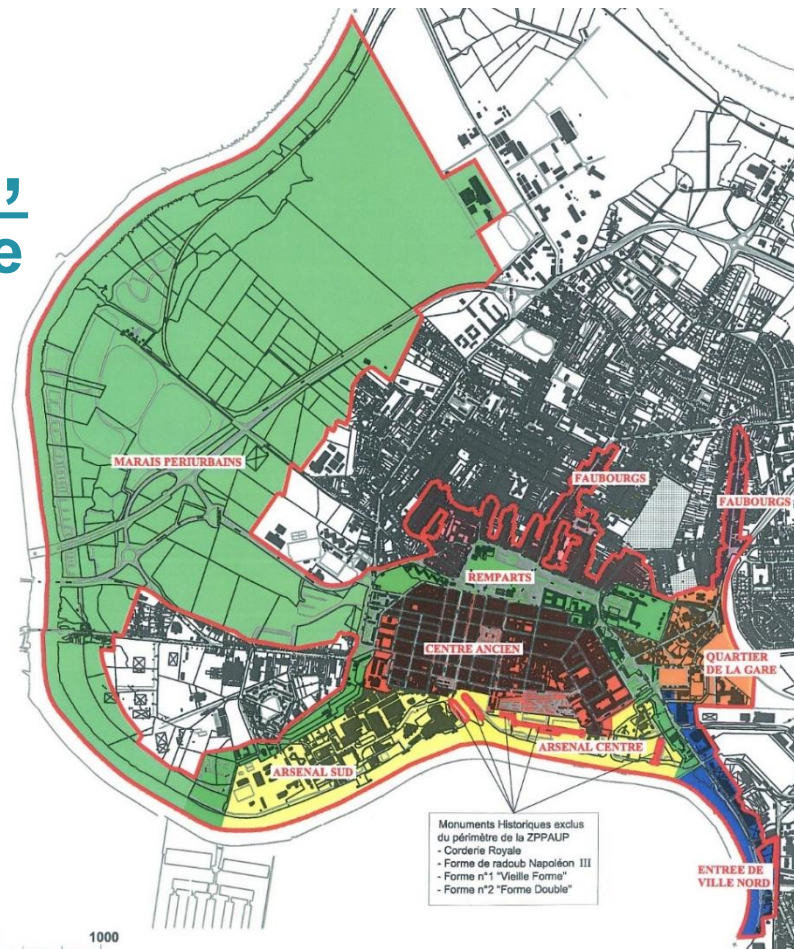 ,
e
MARAIS PERIURBAINS
FAUBOURGS
FAUBOURGS
REMPARTS
CENTRE ANCIEN
QUARTIER
DE LA GARE
ARSENAL CENTRE
ARSENAL SUD
Monuments Historiques exclus
du périmètre de la ZPPAUP
- Corderie Royale
- Forme de radoub Napoléon III
- Forme n°1 "Vieille Forme"
- Forme n°2 "Forme Double"
ENTREE DE
VILLE NORD
1000